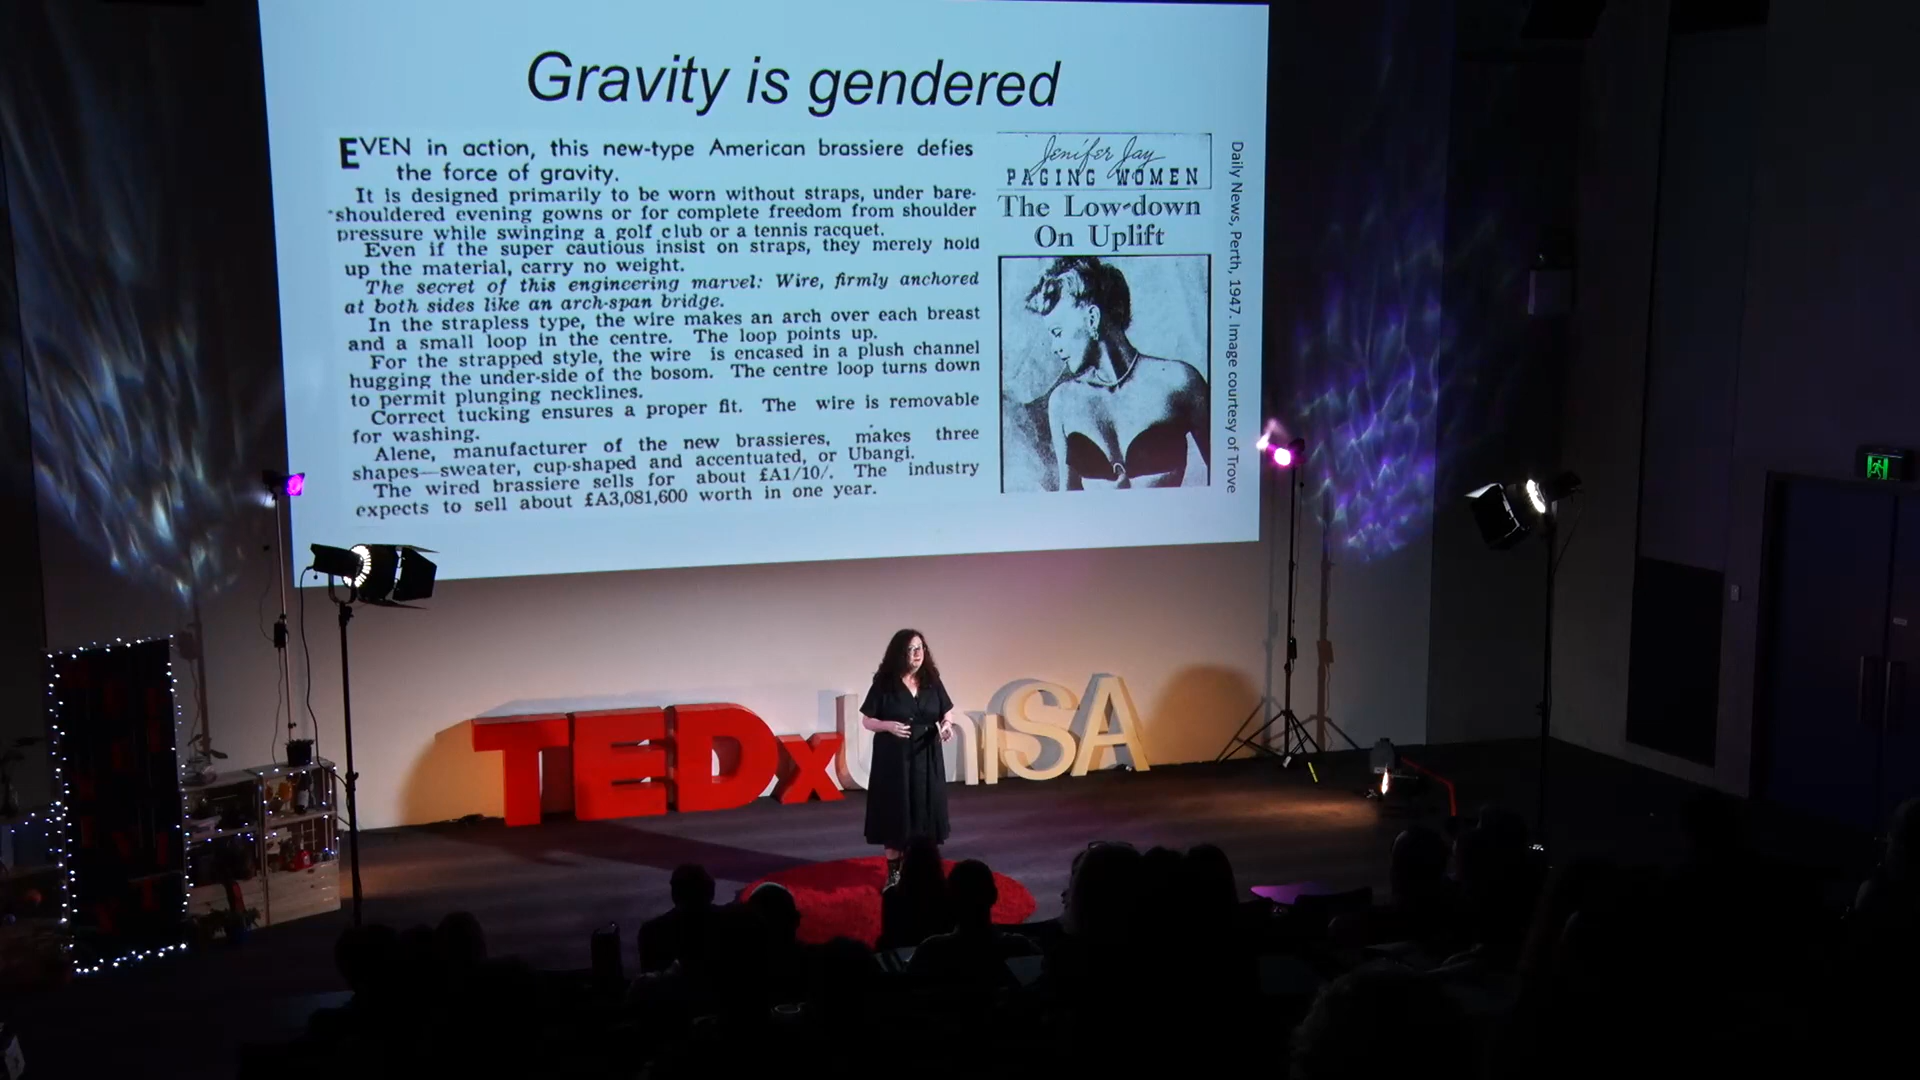 Gravity is gendered
EVEN in action, this new-type American brassiere defies
the force of gravity.
It is designed primarily to be worn without straps, under bare-
shouldered evening gowns or for complete freedom from shoulder
pressure while swinging a golf club or a tennis racquet.
Even if the super cautious insist on straps, they merely hold
up the material, carry no weight.
The secret of this engineering marvel: Wire, firmly anchored
at both sides like an arch-span bridge.
In the strapless type, the wire makes an arch over each breast
and a small loop in the centre. The loop points up.
For the strapped style, the wire is encased in a plush channel
hugging the under-side of the bosom. The centre loop turns down
to permit plunging necklines.
Correct tucking ensures a proper fit. The wire is removable
for washing.
Alene, manufacturer of the new brassieres, makes three
shapes—sweater, cup-shaped and accentuated, or Ubangi.
The wired brassiere sells for about £A1/10/. The industry
expects to sell about £A3,081,600 worth in one year.
Jenifer Jay
PAGING WOMEN
The Low-down
On Uplift
Daily News, Perth, 1947. Image courtesy of Trove
TEDxUniSA